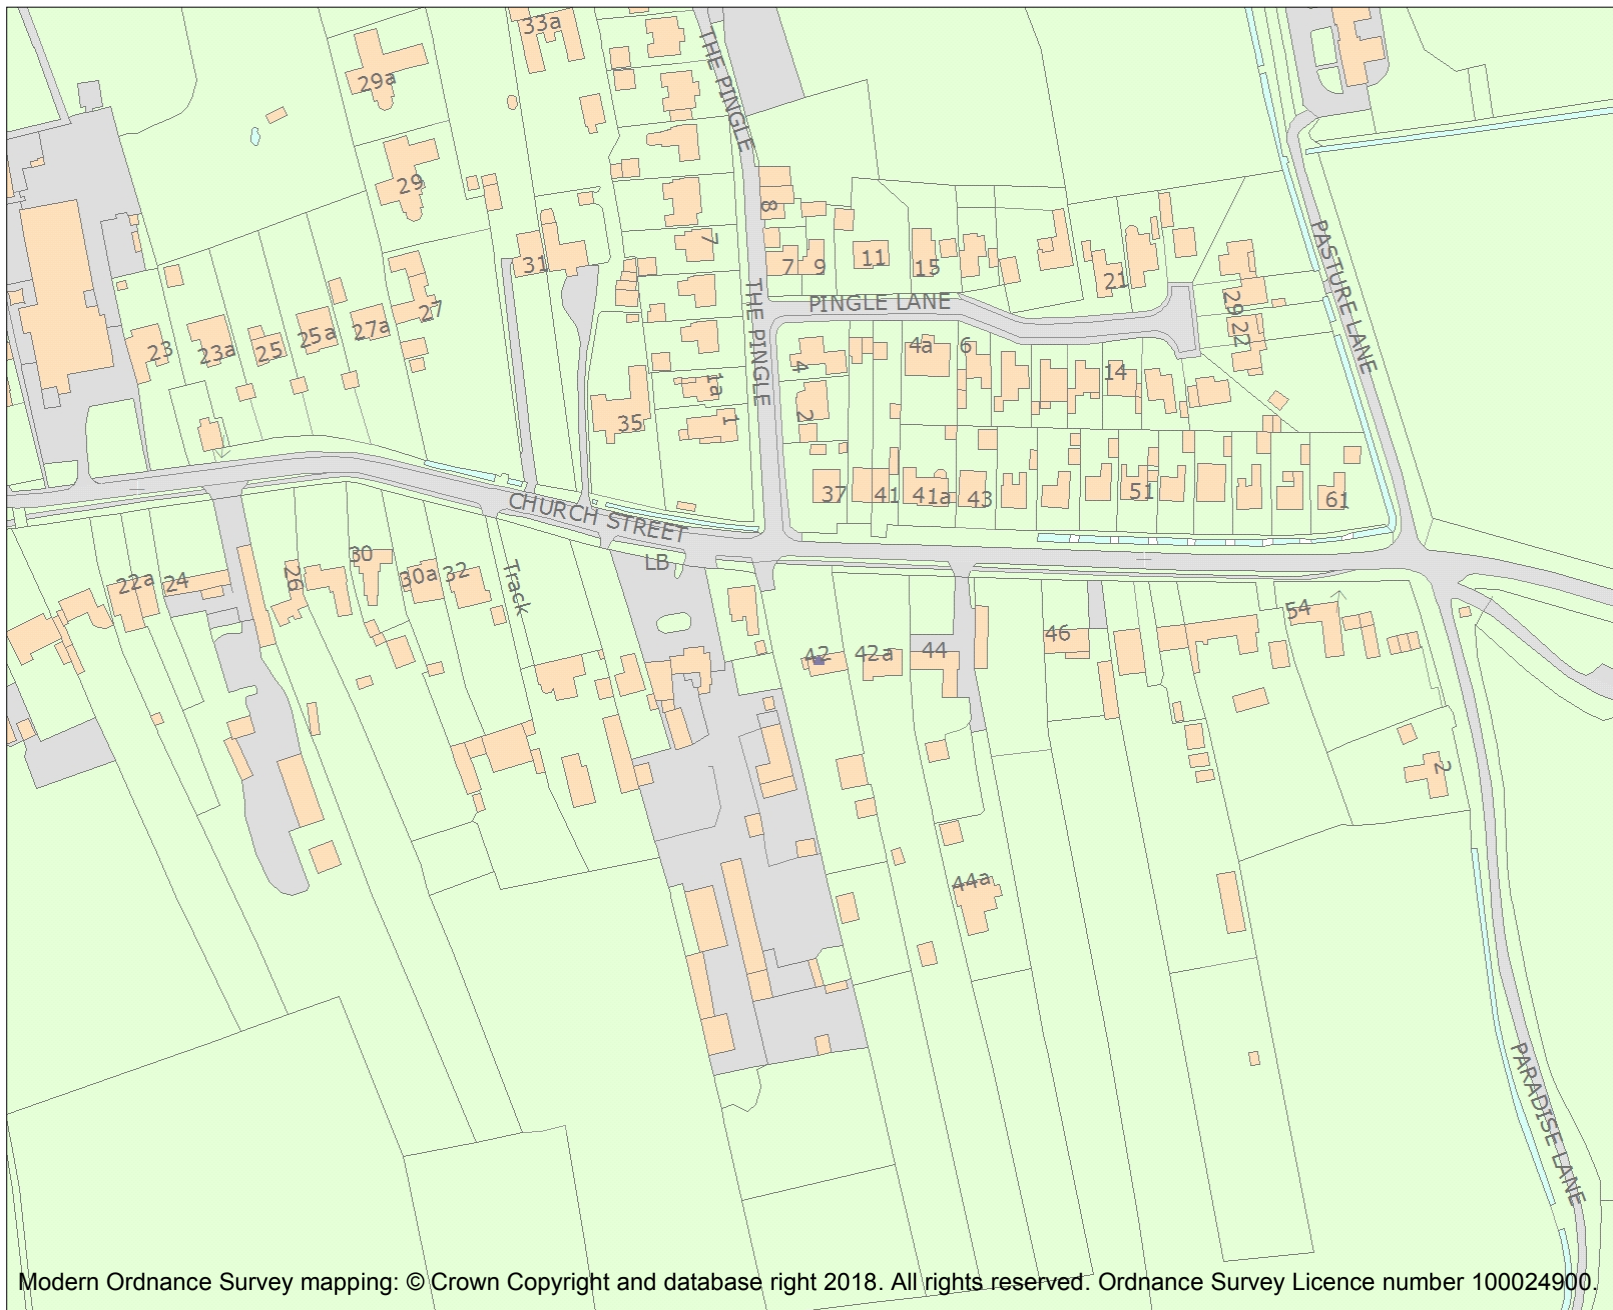 33a
THE PINGLE
29a
29
8
7
31
7
9
11
15
21
PASTURE LANE
27
PINGLE LANE
THE PINGLE
29
22
23
23a
25
25a
27a
4
4a
6
14
1a
1
2
35
37
41
41a
43
51
61
CHURCH STREET
LB
22a
24
26
30
30a
32
Track
42
42a
44
46
54
2
44a
PARADISE LANE
Modern Ordnance Survey mapping: © Crown Copyright and database right 2018. All rights reserved. Ordnance Survey Licence number 100024900.